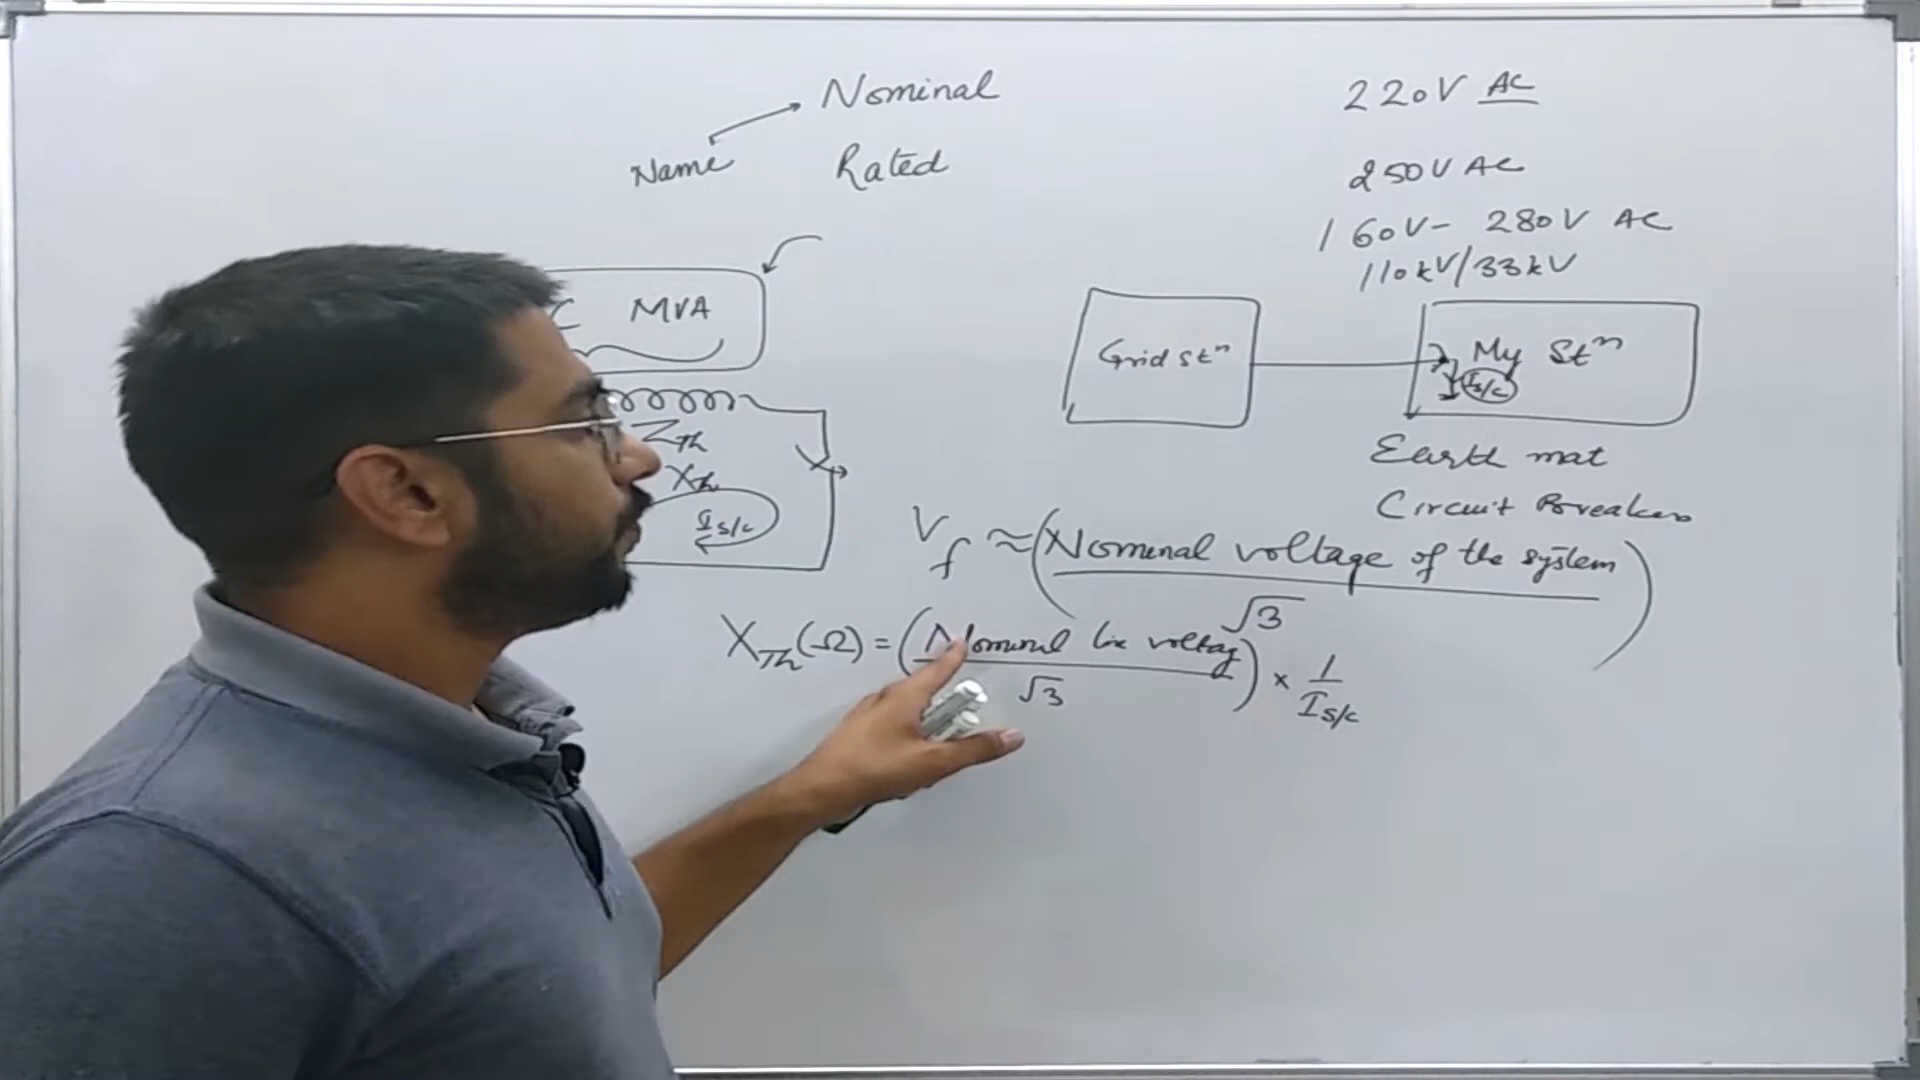 Nominal
Name
Rated
220V AC
250V AC
160V- 280V AC
110kV/33kV
C MVA
Grid Stⁿ
My Stⁿ
Is/c
ZTh
XTh
Is/c
Earth mat
Circuit Breakers
Vf ≈ (Nominal voltage of the system / √3)
XTh(Ω) = (Nominal line voltag / √3) × 1/Is/c